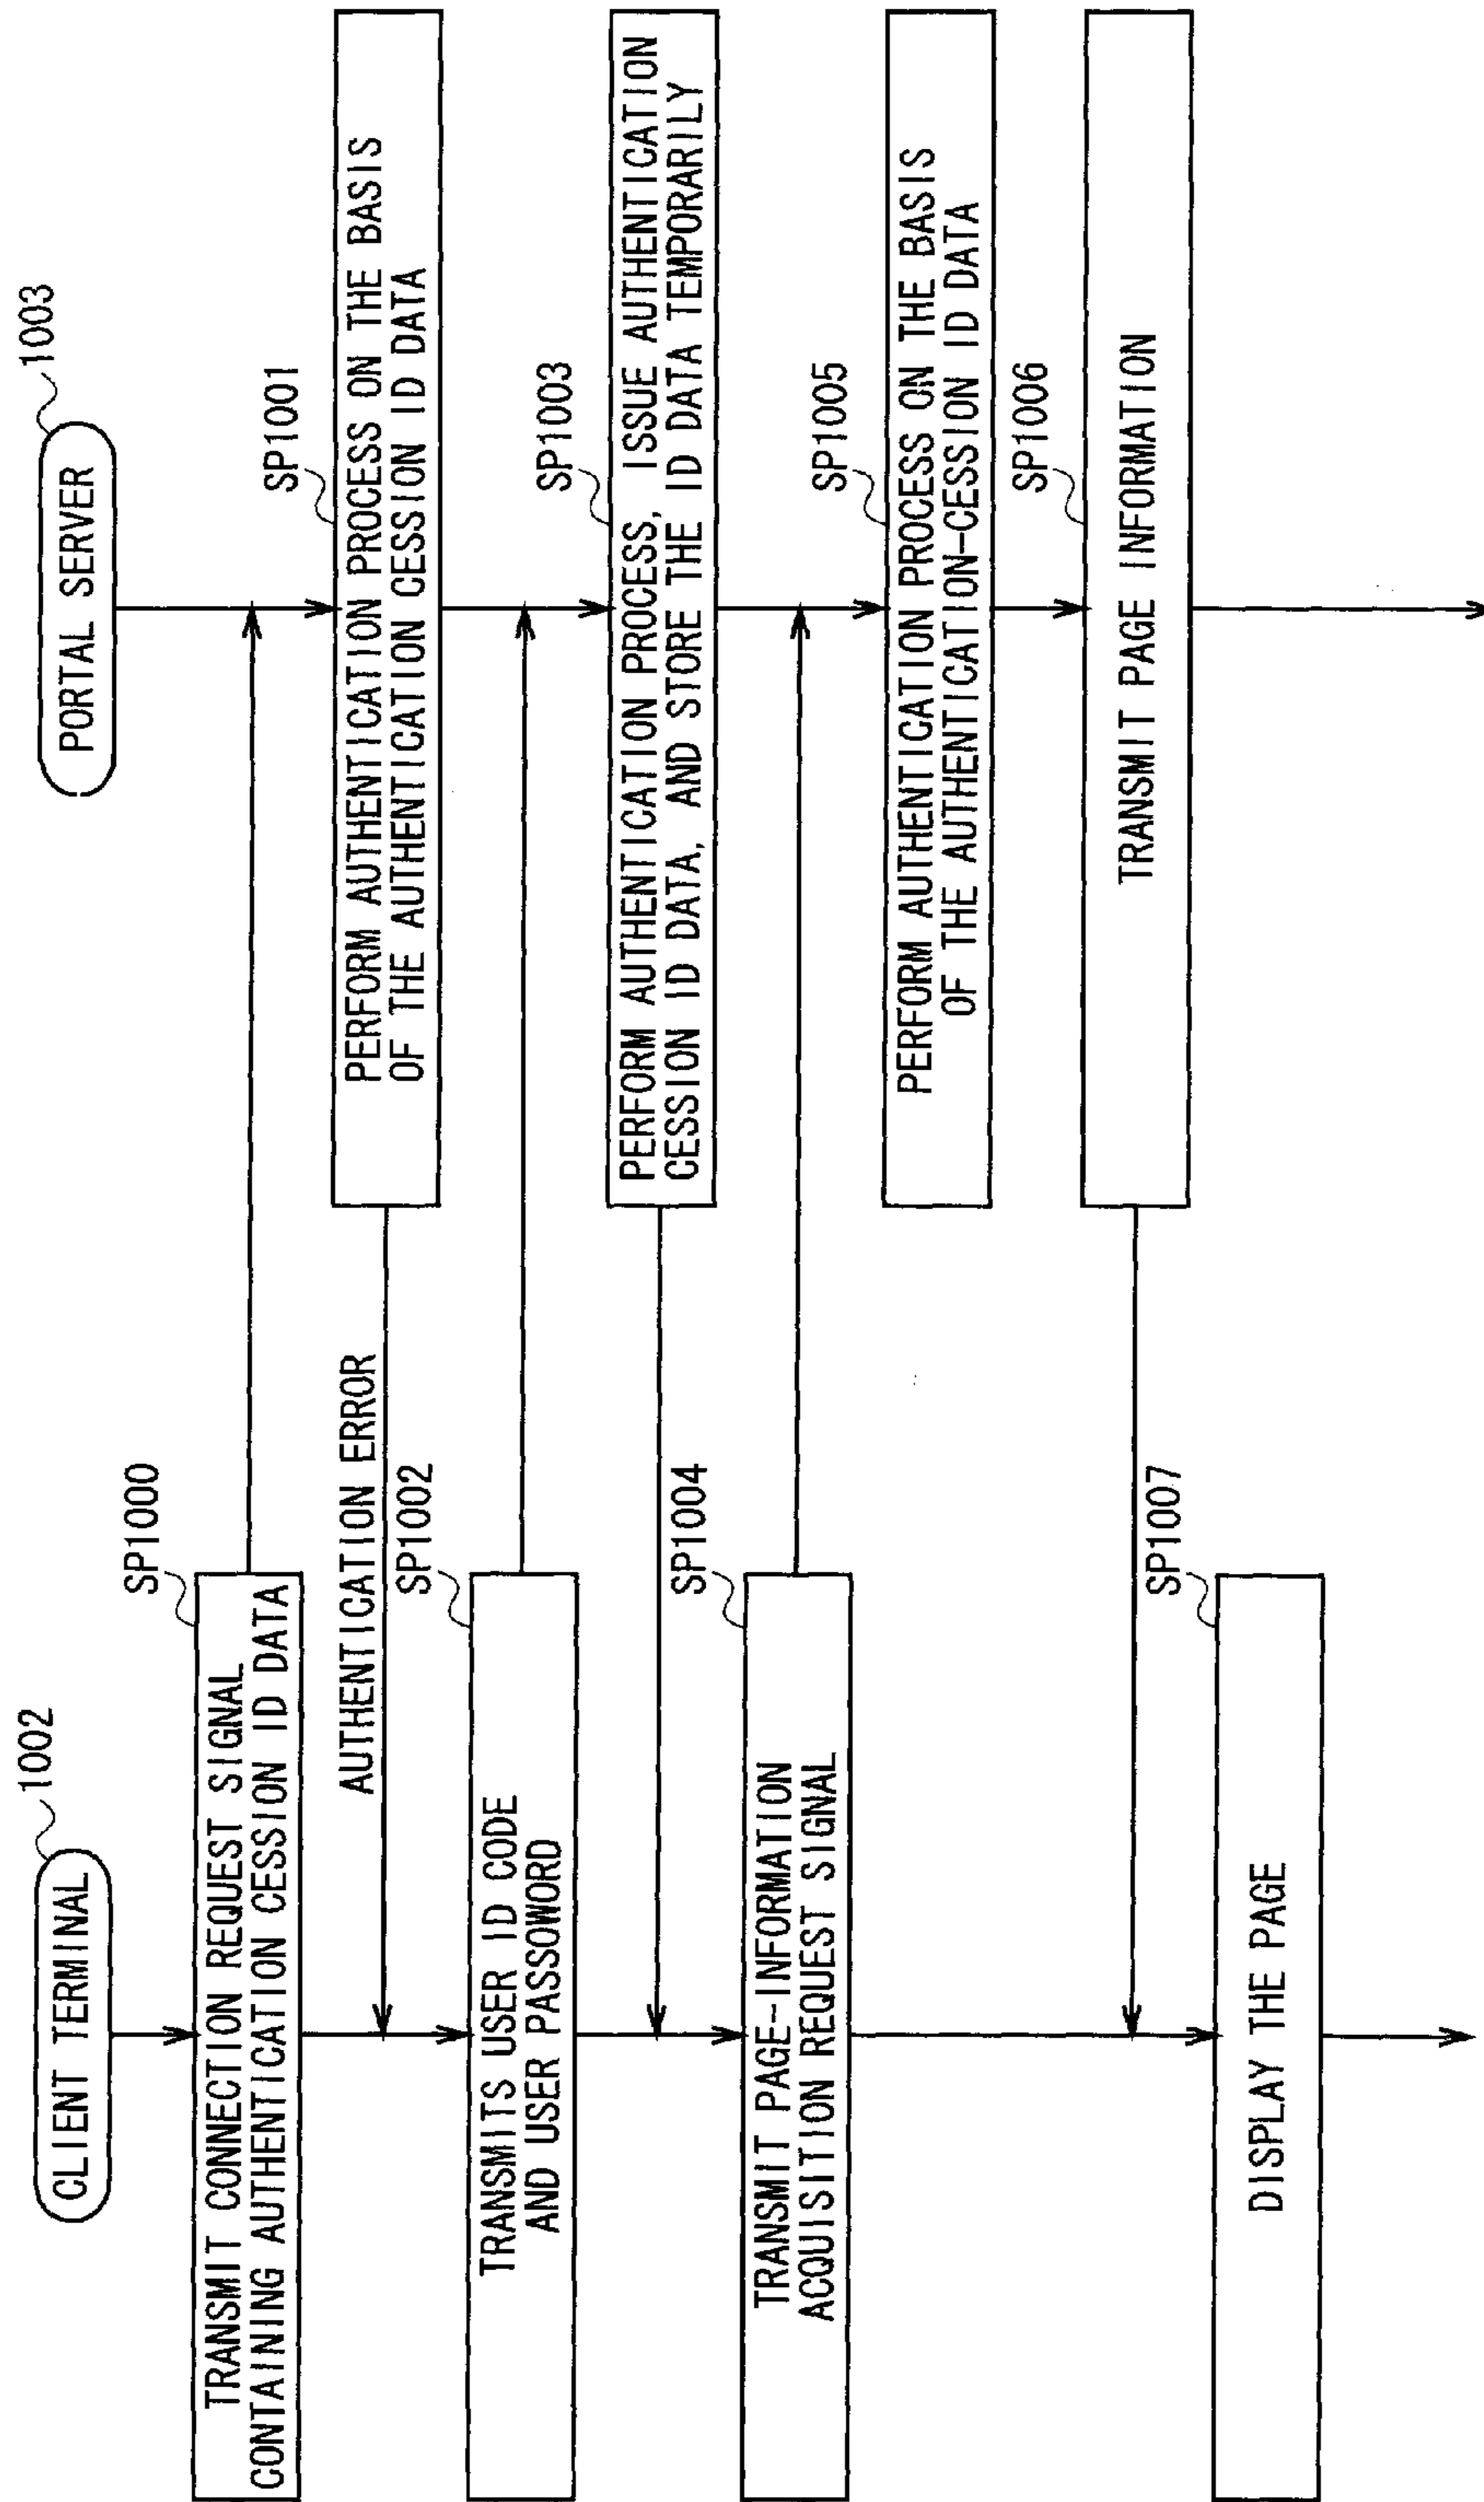 CLIENT TERMINAL
1002
PORTAL SERVER
1003
SP1000
TRANSMIT CONNECTION REQUEST SIGNAL
CONTAINING AUTHENTICATION CESSION ID DATA
SP1001
PERFORM AUTHENTICATION PROCESS ON THE BASIS
OF THE AUTHENTICATION CESSION ID DATA
AUTHENTICATION ERROR
SP1002
TRANSMITS USER ID CODE
AND USER PASSOWORD
SP1003
PERFORM AUTHENTICATION PROCESS, ISSUE AUTHENTICATION
CESSION ID DATA, AND STORE THE ID DATA TEMPORARILY
SP1004
TRANSMIT PAGE-INFORMATION
ACQUISITION REQUEST SIGNAL
SP1005
PERFORM AUTHENTICATION PROCESS ON THE BASIS
OF THE AUTHENTICATION-CESSION ID DATA
SP1006
TRANSMIT PAGE INFORMATION
SP1007
DISPLAY THE PAGE